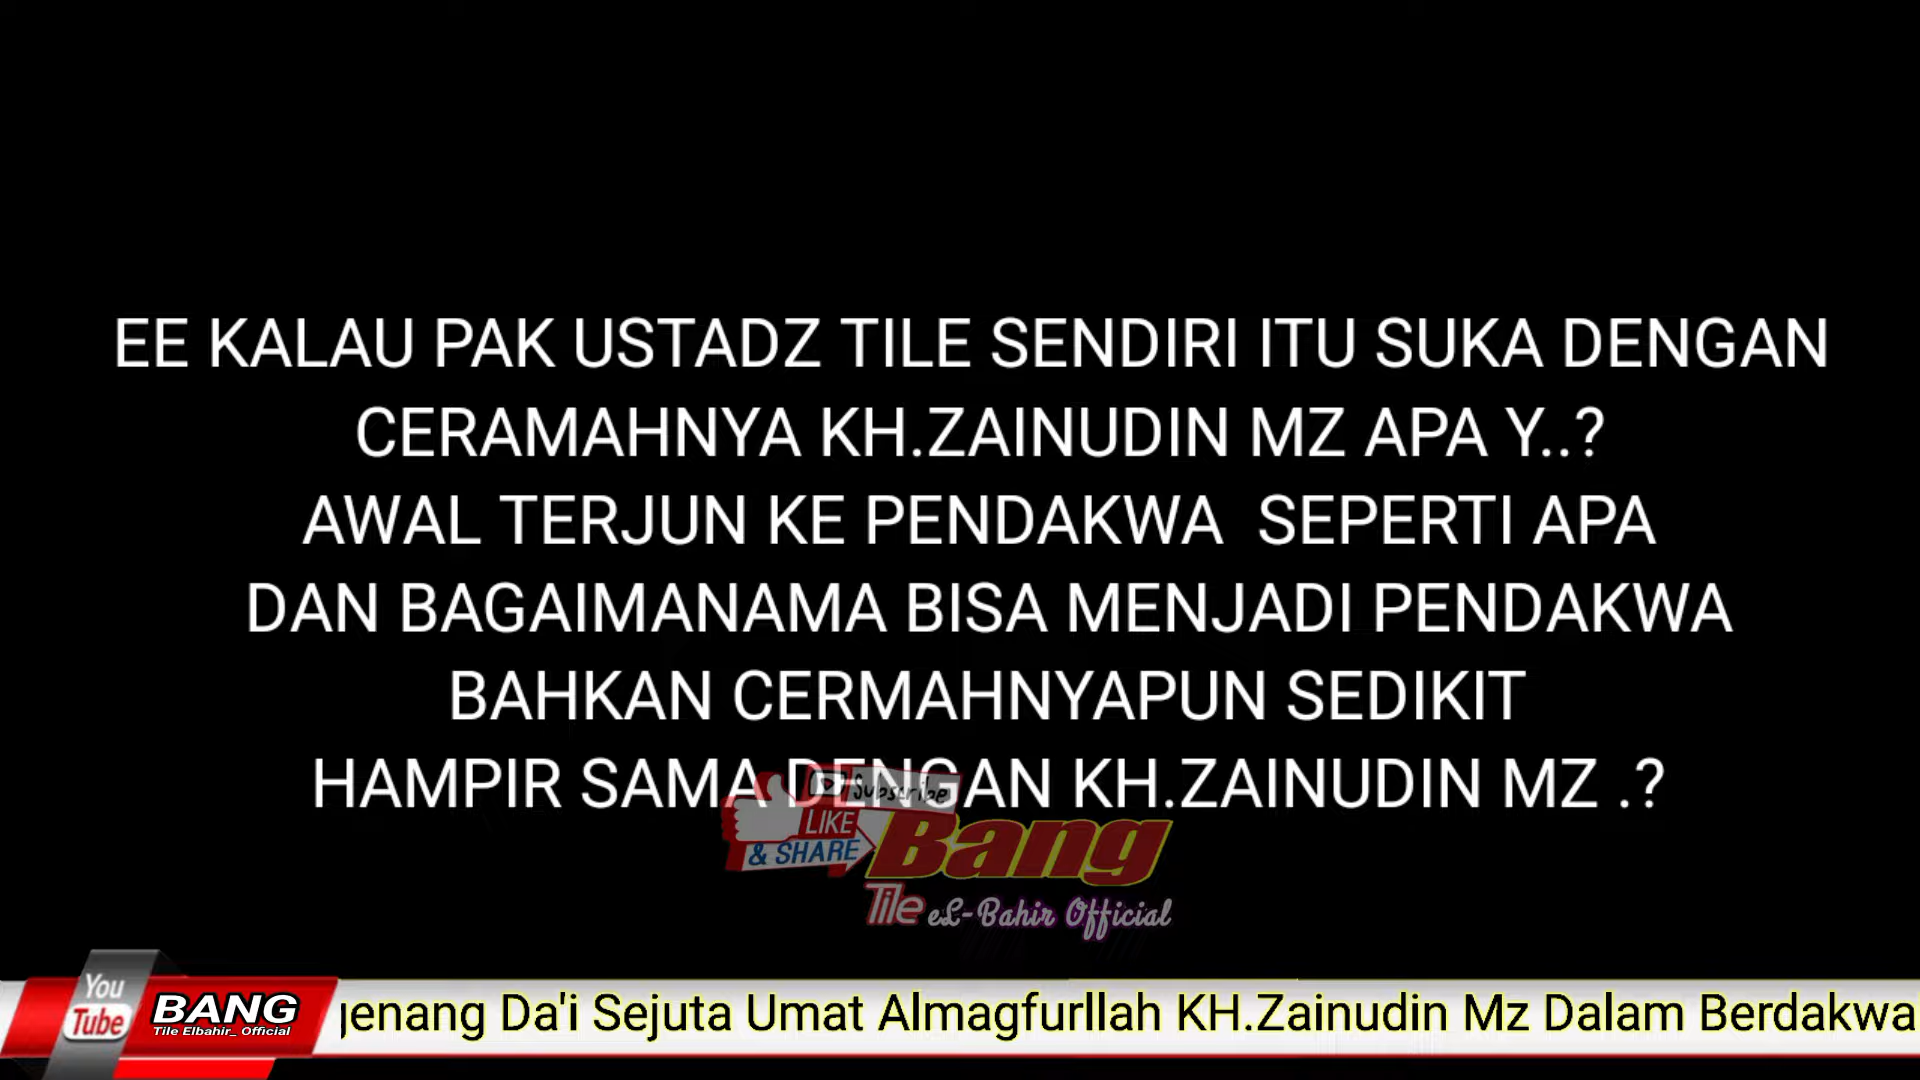 EE KALAU PAK USTADZ TILE SENDIRI ITU SUKA DENGAN
CERAMAHNYA KH.ZAINUDIN MZ APA Y..?
AWAL TERJUN KE PENDAKWA SEPERTI APA
DAN BAGAIMANAMA BISA MENJADI PENDAKWA
BAHKAN CERMAHNYAPUN SEDIKIT
HAMPIR SAMA DENGAN KH.ZAINUDIN MZ .?
Subscribe
LIKE
& SHARE
Bang
Tile eL-Bahir Official
You
Tube
BANG
Tile Elbahir_ Official
genang Da'i Sejuta Umat Almagfurllah KH.Zainudin Mz Dalam Berdakwa